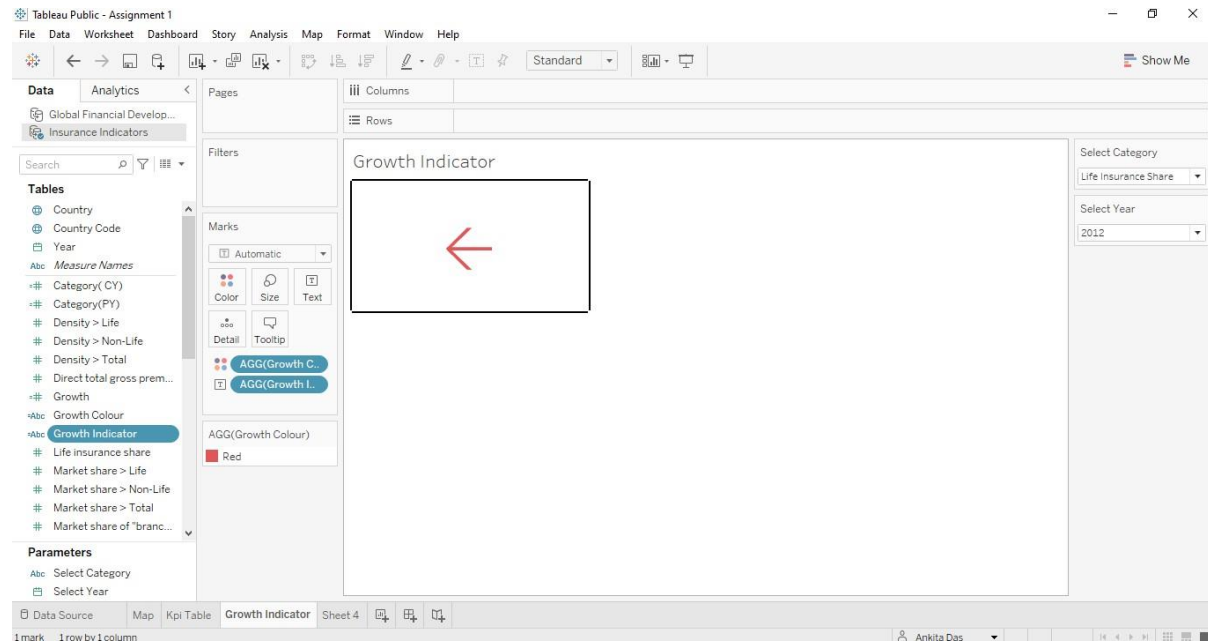 Tableau Public - Assignment 1
File Data Worksheet Dashboard Story Analysis Map Format Window Help
Standard
Show Me
Data Analytics
Global Financial Develop...
Insurance Indicators
Search
Tables
Country
Country Code
Year
Abc Measure Names
Category( CY)
Category(PY)
Density > Life
Density > Non-Life
Density > Total
Direct total gross prem...
Growth
Abc Growth Colour
Abc Growth Indicator
Life insurance share
Market share > Life
Market share > Non-Life
Market share > Total
Market share of "branc...
Parameters
Abc Select Category
Select Year
Pages
Filters
Marks
Automatic
Color Size Text
Detail Tooltip
AGG(Growth C..
AGG(Growth I..
AGG(Growth Colour)
Red
Columns
Rows
Growth Indicator
Select Category
Life Insurance Share
Select Year
2012
Data Source Map Kpi Table Growth Indicator Sheet 4
1 mark 1 row by 1 column
Ankita Das